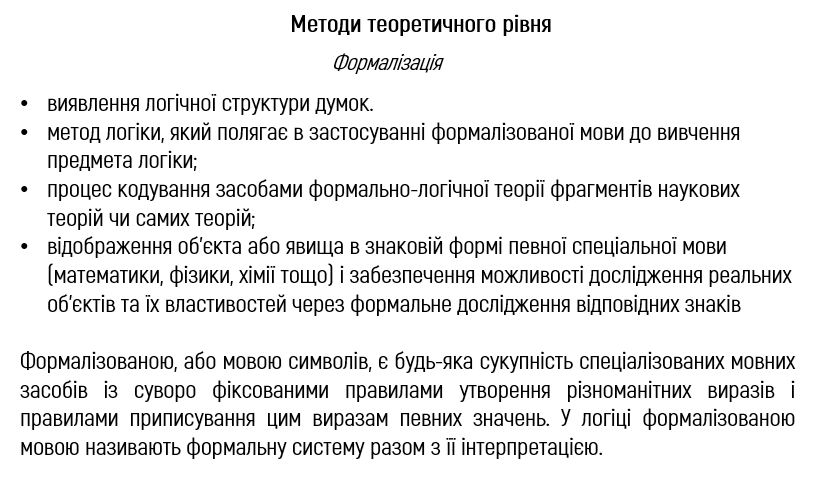 Методи теоретичного рівня
Формалізація
• виявлення логічної структури думок.
• метод логіки, який полягає в застосуванні формалізованої мови до вивчення
предмета логіки;
• процес кодування засобами формально-логічної теорії фрагментів наукових
теорій чи самих теорій;
• відображення об’єкта або явища в знаковій формі певної спеціальної мови
(математики, фізики, хімії тощо) і забезпечення можливості дослідження реальних
об’єктів та їх властивостей через формальне дослідження відповідних знаків
Формалізованою, або мовою символів, є будь-яка сукупність спеціалізованих мовних
засобів із суворо фіксованими правилами утворення різноманітних виразів і
правилами приписування цим виразам певних значень. У логіці формалізованою
мовою називають формальну систему разом з її інтерпретацією.